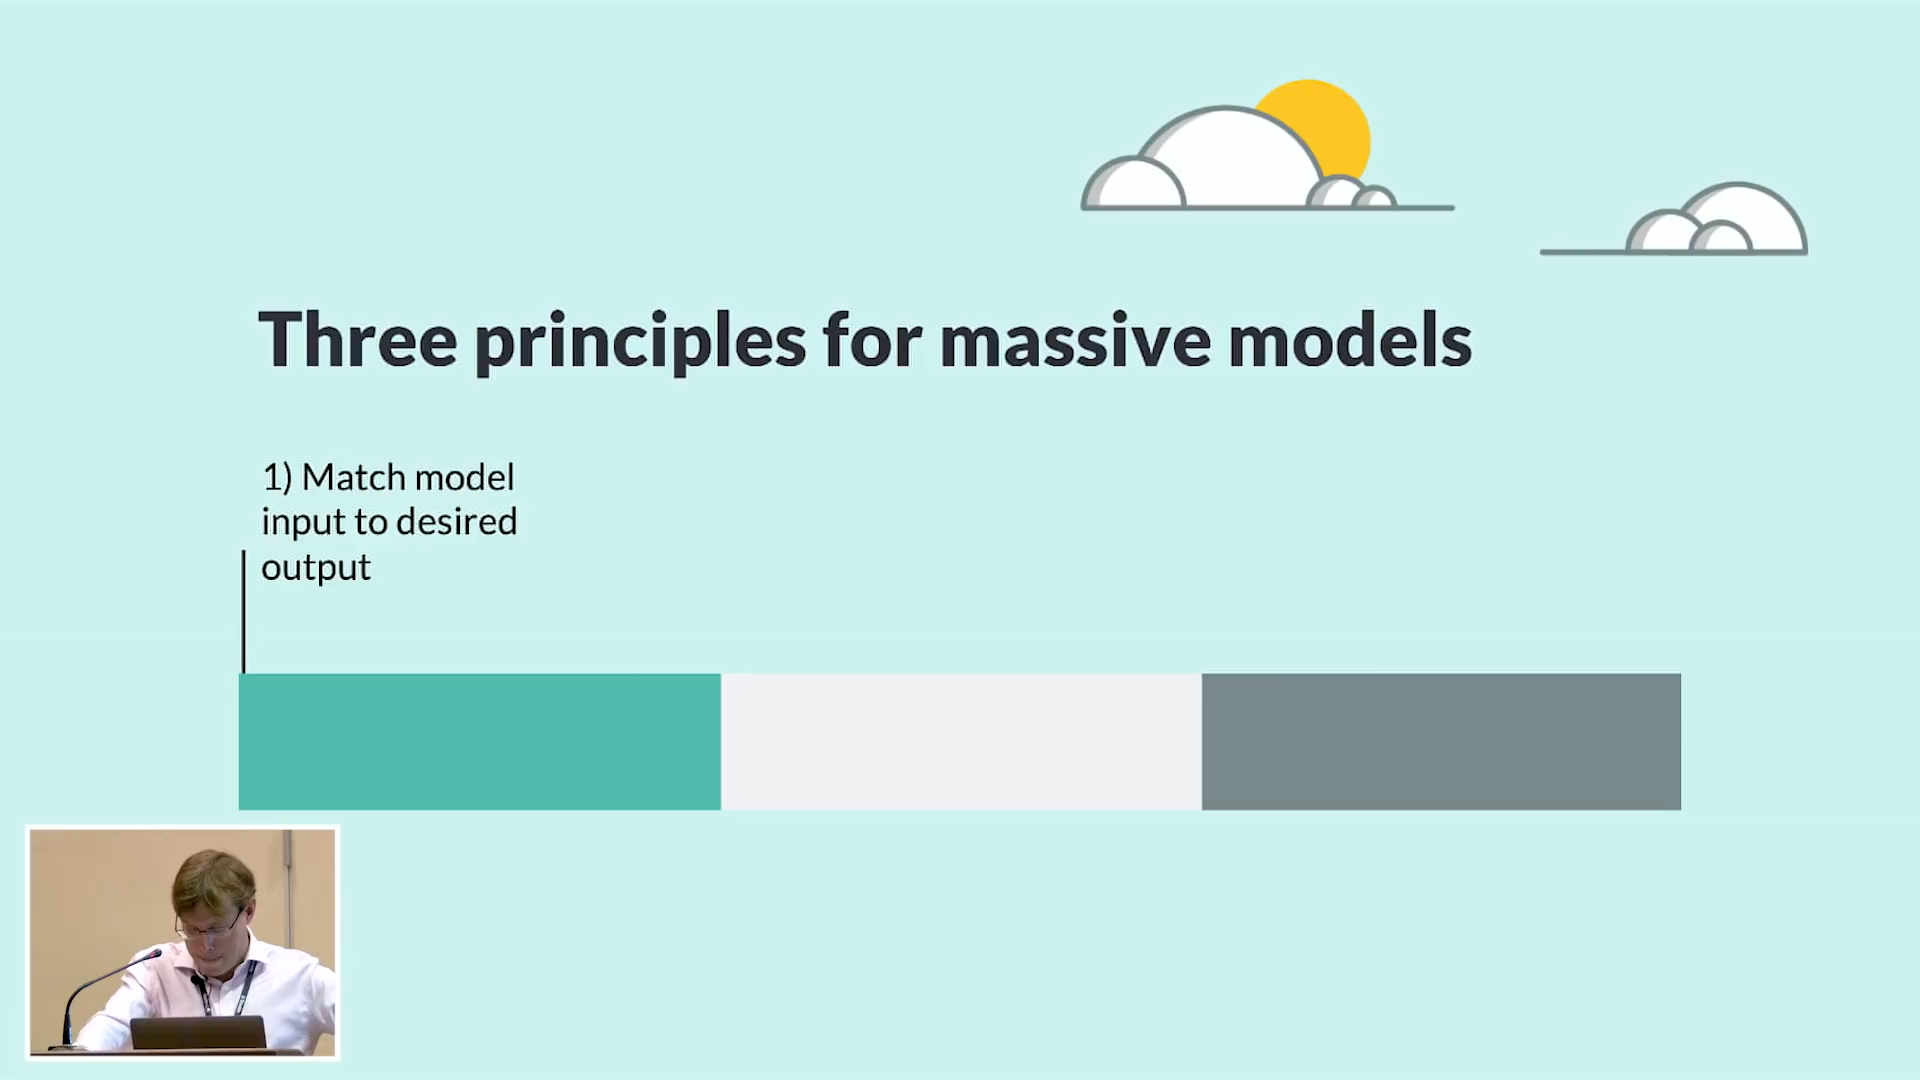 Three principles for massive models
1) Match model
input to desired
output